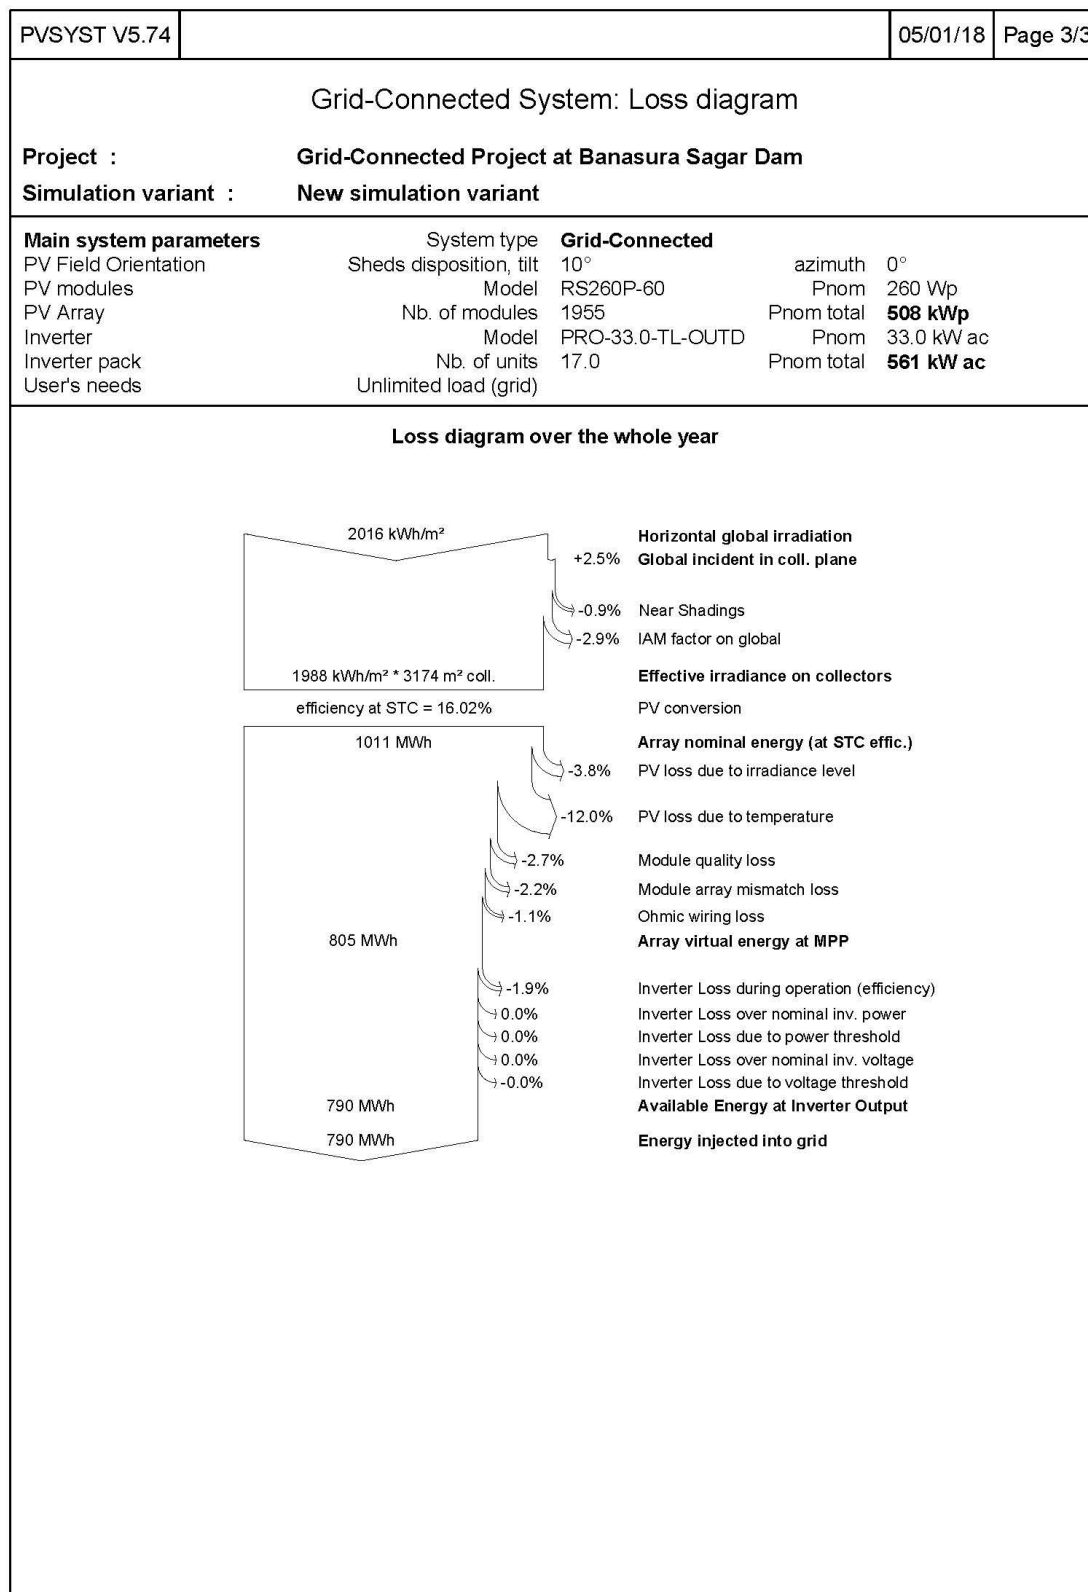 PVSYST V5.74 05/01/18 Page 3/3
Grid-Connected System: Loss diagram
Project : Grid-Connected Project at Banasura Sagar Dam
Simulation variant : New simulation variant
Main system parameters System type Grid-Connected
PV Field Orientation Sheds disposition, tilt 10° azimuth 0°
PV modules Model RS260P-60 Pnom 260 Wp
PV Array Nb. of modules 1955 Pnom total 508 kWp
Inverter Model PRO-33.0-TL-OUTD Pnom 33.0 kW ac
Inverter pack Nb. of units 17.0 Pnom total 561 kW ac
User's needs Unlimited load (grid)
Loss diagram over the whole year
2016 kWh/m² Horizontal global irradiation
+2.5% Global incident in coll. plane
-0.9% Near Shadings
-2.9% IAM factor on global
1988 kWh/m² * 3174 m² coll. Effective irradiance on collectors
efficiency at STC = 16.02% PV conversion
1011 MWh Array nominal energy (at STC effic.)
-3.8% PV loss due to irradiance level
-12.0% PV loss due to temperature
-2.7% Module quality loss
-2.2% Module array mismatch loss
-1.1% Ohmic wiring loss
805 MWh Array virtual energy at MPP
-1.9% Inverter Loss during operation (efficiency)
0.0% Inverter Loss over nominal inv. power
0.0% Inverter Loss due to power threshold
0.0% Inverter Loss over nominal inv. voltage
-0.0% Inverter Loss due to voltage threshold
790 MWh Available Energy at Inverter Output
790 MWh Energy injected into grid